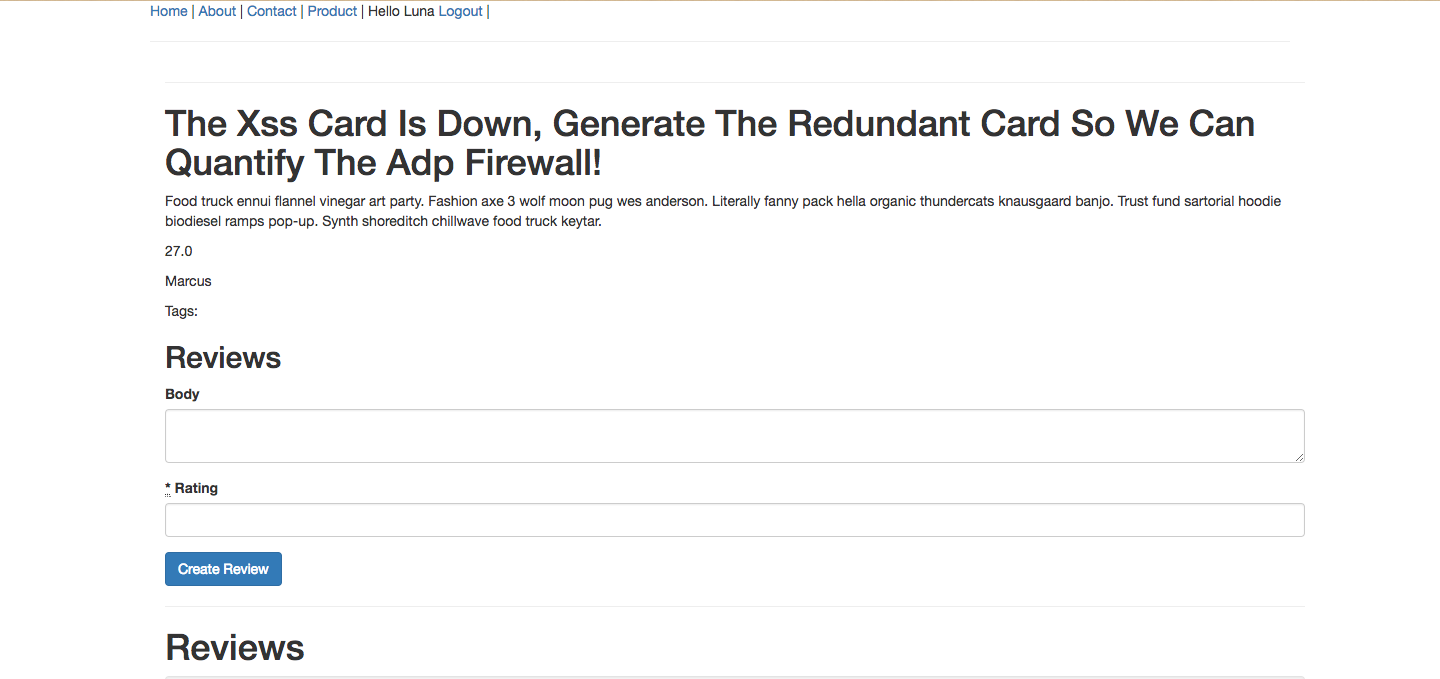 Home | About | Contact | Product | Hello Luna Logout |
The Xss Card Is Down, Generate The Redundant Card So We Can
Quantify The Adp Firewall!
Food truck ennui flannel vinegar art party. Fashion axe 3 wolf moon pug wes anderson. Literally fanny pack hella organic thundercats knausgaard banjo. Trust fund sartorial hoodie
biodiesel ramps pop-up. Synth shoreditch chillwave food truck keytar.
27.0
Marcus
Tags:
Reviews
Body
* Rating
Create Review
Reviews